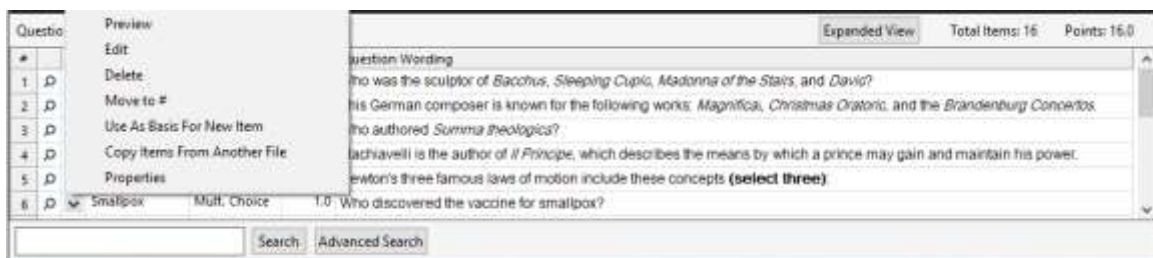 Questio Expanded View Total Items: 16 Points: 16.0
# uestion Wording
1 ho was the sculptor of Bacchus, Sleeping Cupic, Madonna of the Stairs, and David?
2 his German composer is known for the following works: Magnifica, Christmas Oratoric, and the Brandenburg Concertos.
3 ho authored Summa theologica?
4 achiavelli is the author of Il Principe, which describes the means by which a prince may gain and maintain his power.
5 ewton's three famous laws of motion include these concepts (select three)
6 Smallpox Mult. Choice 1.0 Who discovered the vaccine for smallpox?
Preview
Edit
Delete
Move to #
Use As Basis For New Item
Copy Items From Another File
Properties
Search Advanced Search